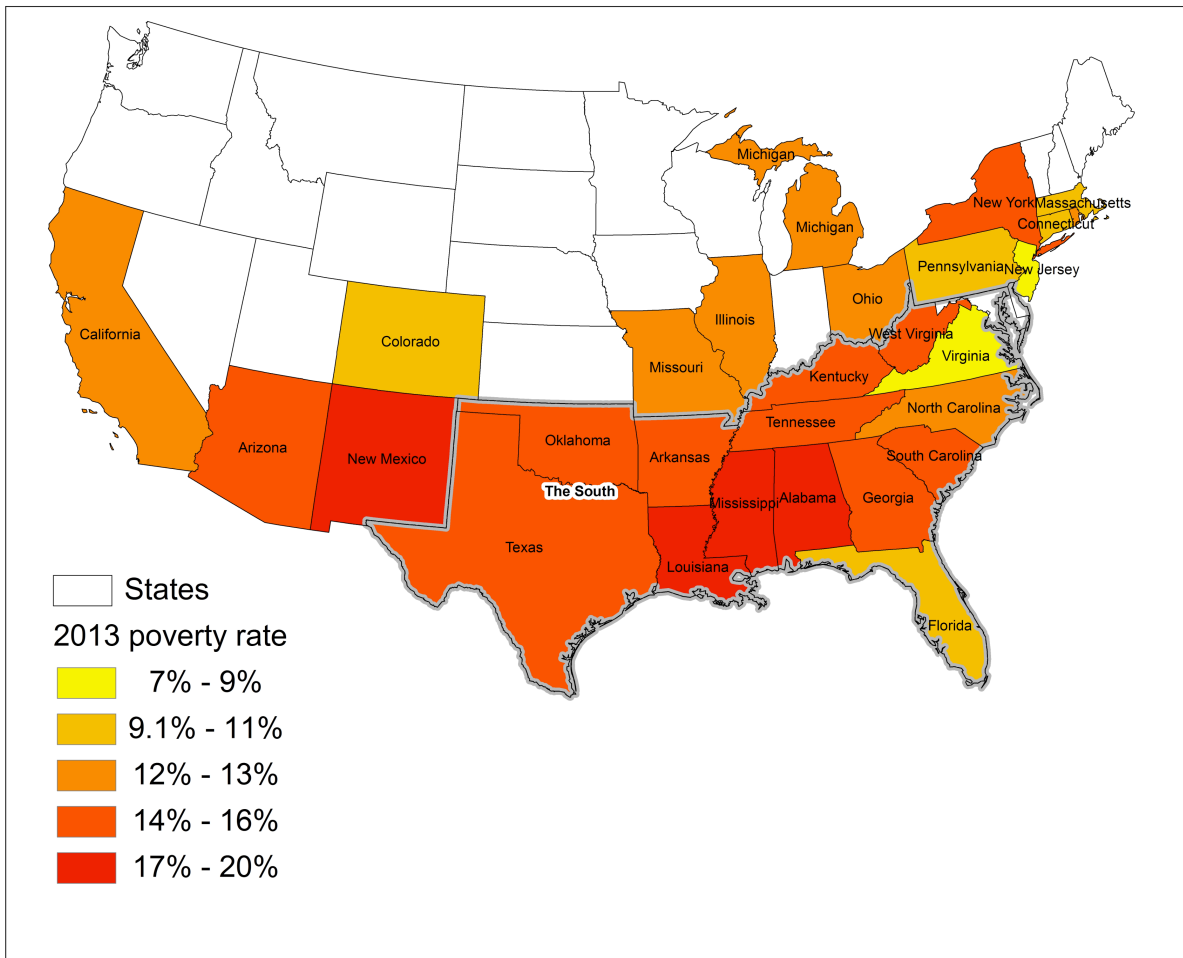 Michigan
New York
Massachusetts
Connecticut
Michigan
Pennsylvania
New Jersey
Ohio
Illinois
California
West Virginia
Colorado
Virginia
Missouri
Kentucky
North Carolina
Tennessee
Oklahoma
Arizona
South Carolina
Arkansas
New Mexico
The South
Georgia
Mississippi
Alabama
Texas
Louisiana
Florida
States
2013 poverty rate
7% - 9%
9.1% - 11%
12% - 13%
14% - 16%
17% - 20%